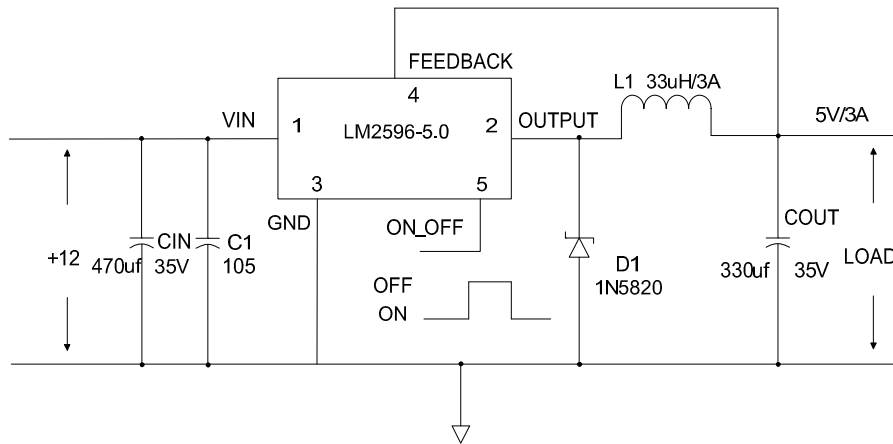 FEEDBACK
4
L1 33uH/3A
VIN
1
LM2596-5.0
2
OUTPUT
5V/3A
3
5
GND
ON_OFF
+12
CIN
470uf
35V
C1
105
OFF
ON
D1
1N5820
COUT
330uf
35V
LOAD